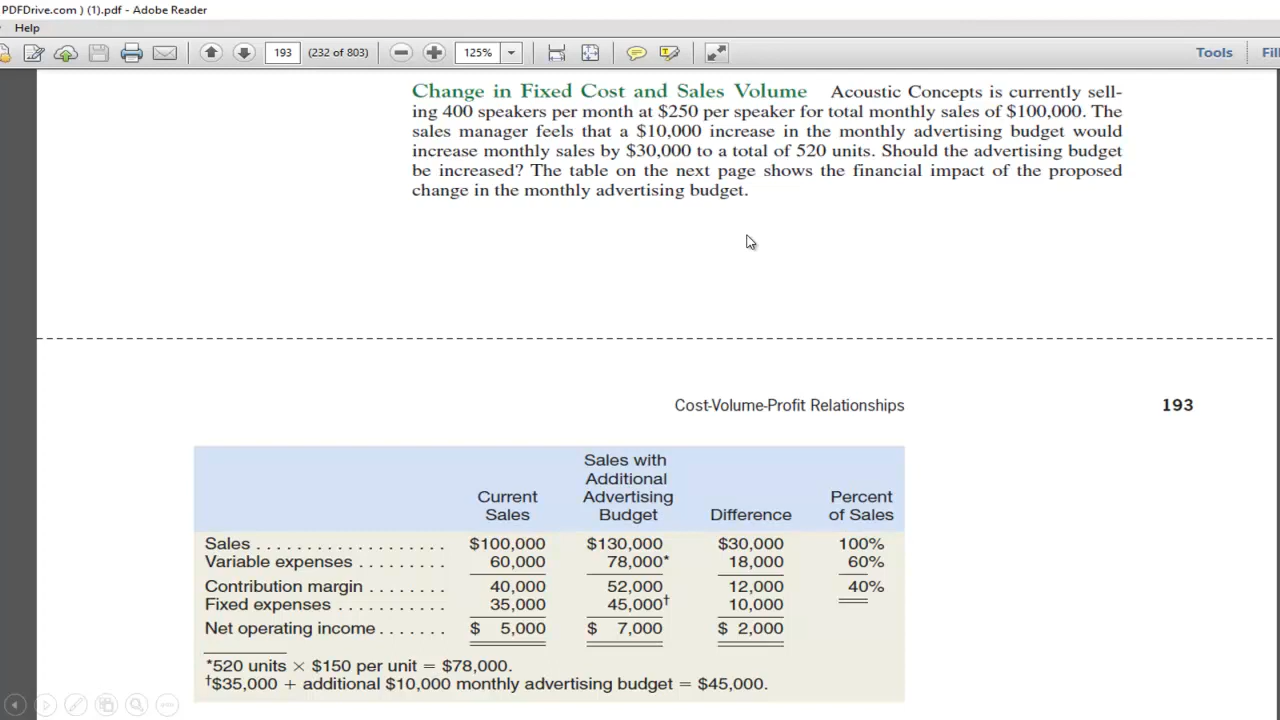 PDFDrive.com ) (1).pdf - Adobe Reader
Help
193 (232 of 803) 125% Tools Fil
Change in Fixed Cost and Sales Volume Acoustic Concepts is currently sell-
ing 400 speakers per month at $250 per speaker for total monthly sales of $100,000. The
sales manager feels that a $10,000 increase in the monthly advertising budget would
increase monthly sales by $30,000 to a total of 520 units. Should the advertising budget
be increased? The table on the next page shows the financial impact of the proposed
change in the monthly advertising budget.
Cost-Volume-Profit Relationships 193
Sales with
Additional
Current Advertising Percent
Sales Budget Difference of Sales
Sales . . . . . . . . . . . . . . . . . . . $100,000 $130,000 $30,000 100%
Variable expenses . . . . . . . . . 60,000 78,000* 18,000 60%
Contribution margin . . . . . . . . 40,000 52,000 12,000 40%
Fixed expenses . . . . . . . . . . . 35,000 45,000† 10,000
Net operating income . . . . . . . $ 5,000 $ 7,000 $ 2,000
*520 units × $150 per unit = $78,000.
†$35,000 + additional $10,000 monthly advertising budget = $45,000.